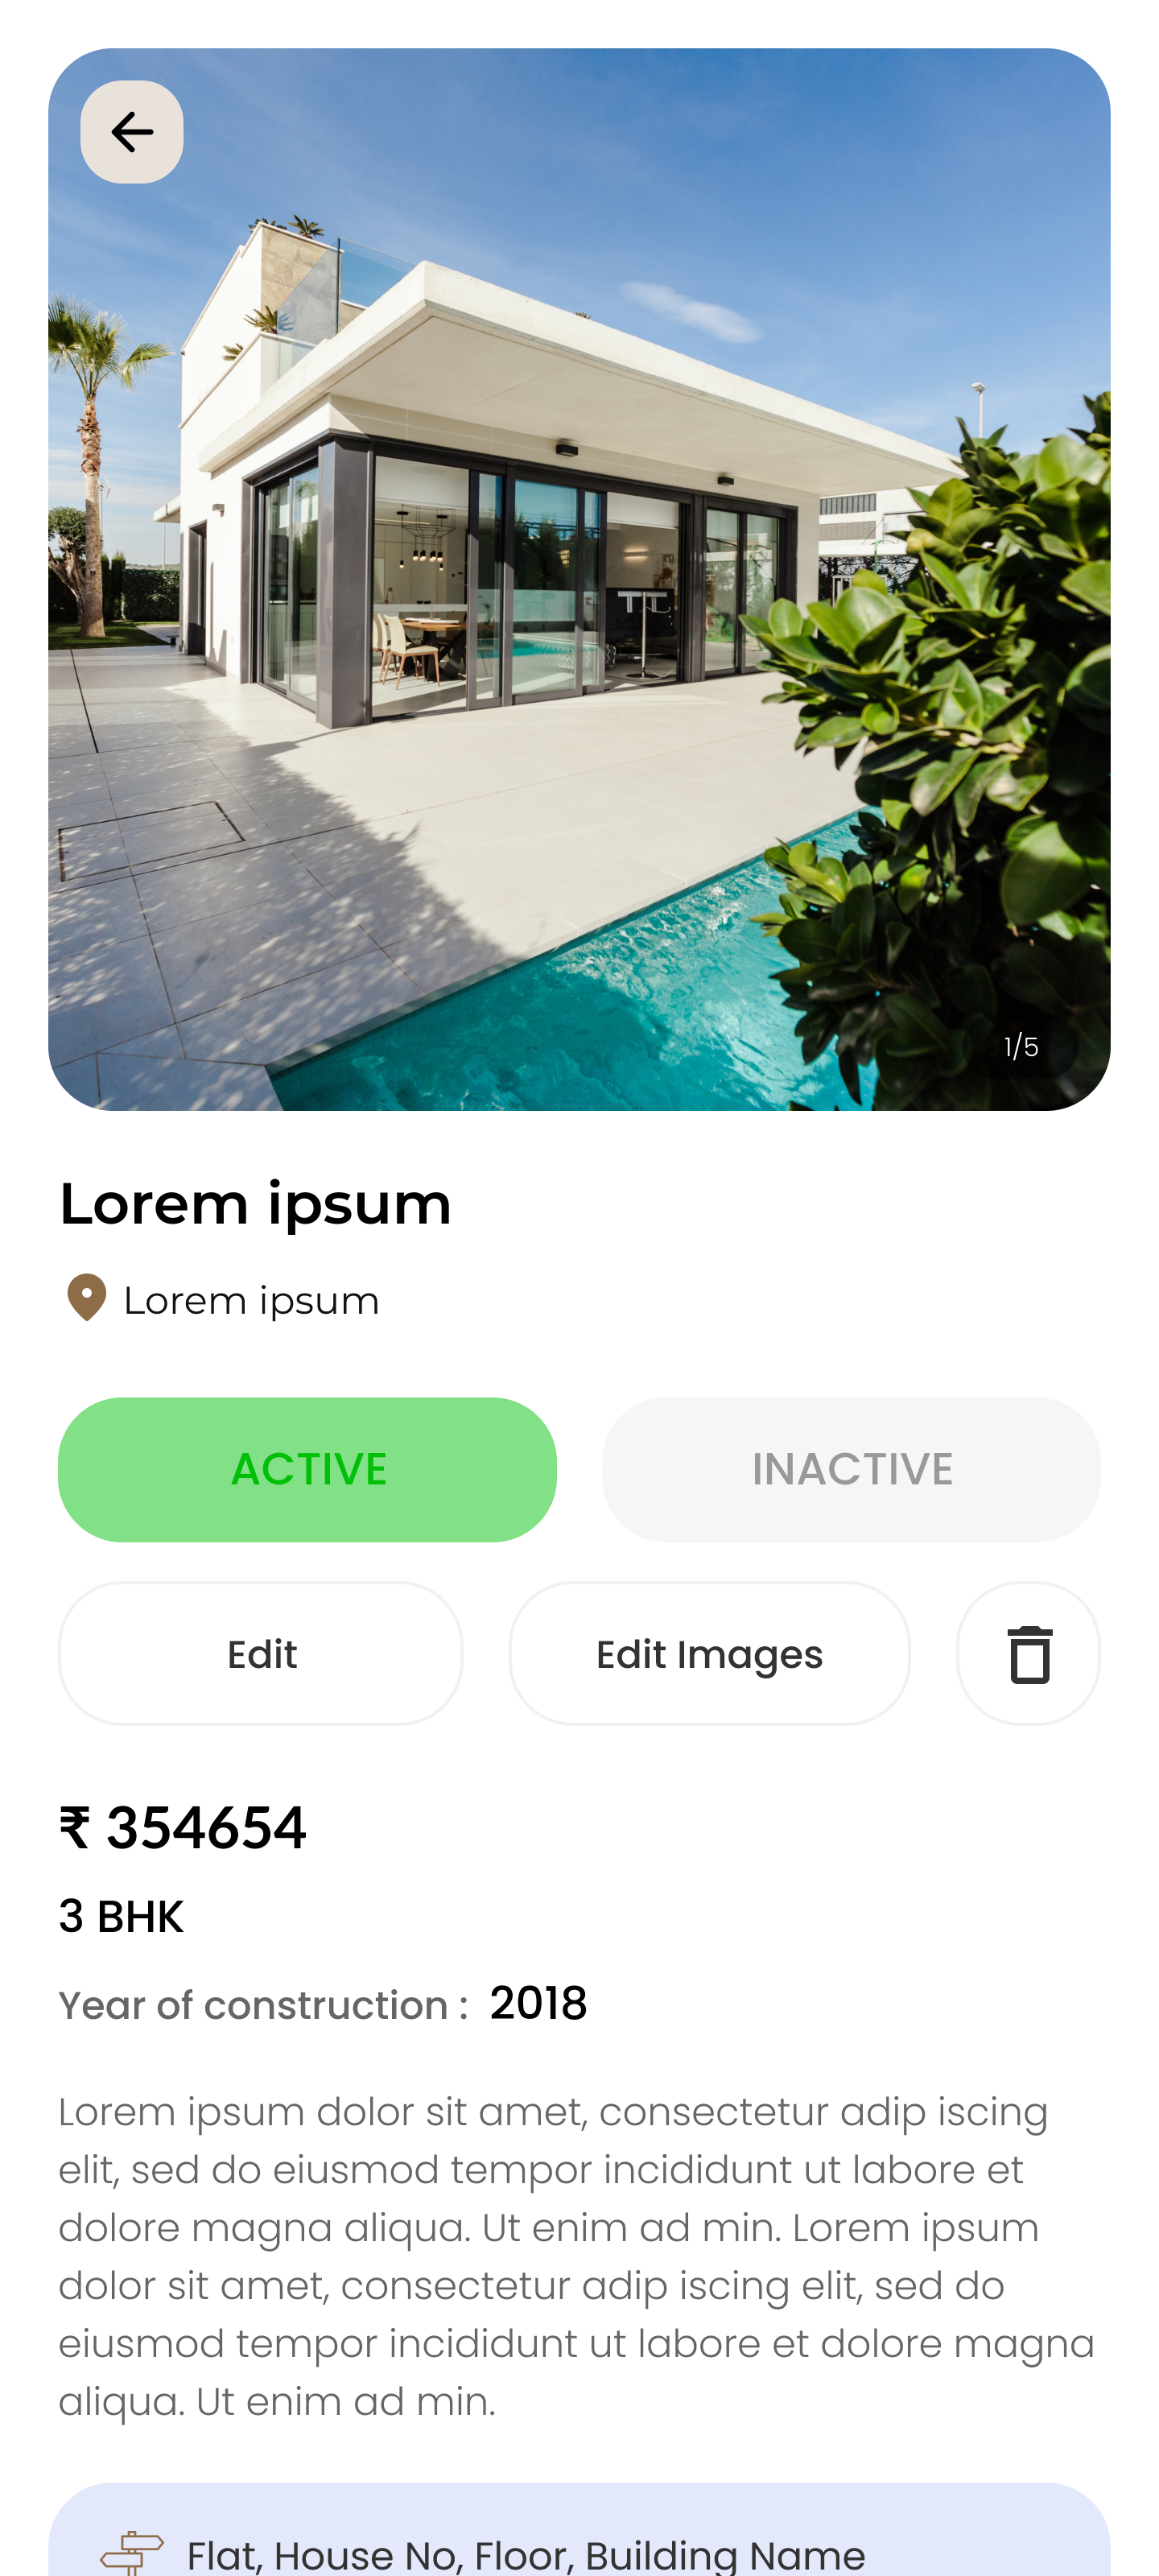 1/5
Lorem ipsum
Lorem ipsum
ACTIVE
INACTIVE
Edit
Edit Images
₹ 354654
3 BHK
Year of construction : 2018
Lorem ipsum dolor sit amet, consectetur adip iscing
elit, sed do eiusmod tempor incididunt ut labore et
dolore magna aliqua. Ut enim ad min. Lorem ipsum
dolor sit amet, consectetur adip iscing elit, sed do
eiusmod tempor incididunt ut labore et dolore magna
aliqua. Ut enim ad min.
Flat, House No, Floor, Building Name